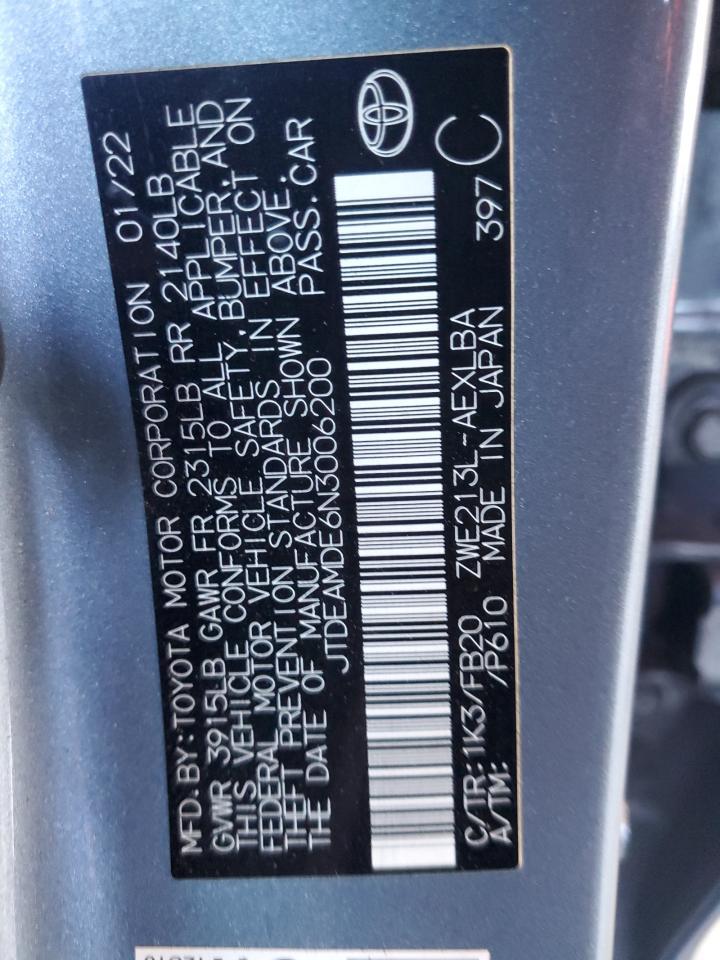 MFD. BY: TOYOTA MOTOR CORPORATION 01/22
GVWR 3915LB GAWR FR 2315LB RR 2140LB
THIS VEHICLE CONFORMS TO ALL APPLICABLE
FEDERAL MOTOR VEHICLE SAFETY, BUMPER, AND
THEFT PREVENTION STANDARDS IN EFFECT ON
THE DATE OF MANUFACTURE SHOWN ABOVE.
JTDEAMDE6N3006200 PASS. CAR
C/TR: 1K3/FB20 ZWE213L-AEXLBA 397 C
A/TM: /P610 MADE IN JAPAN